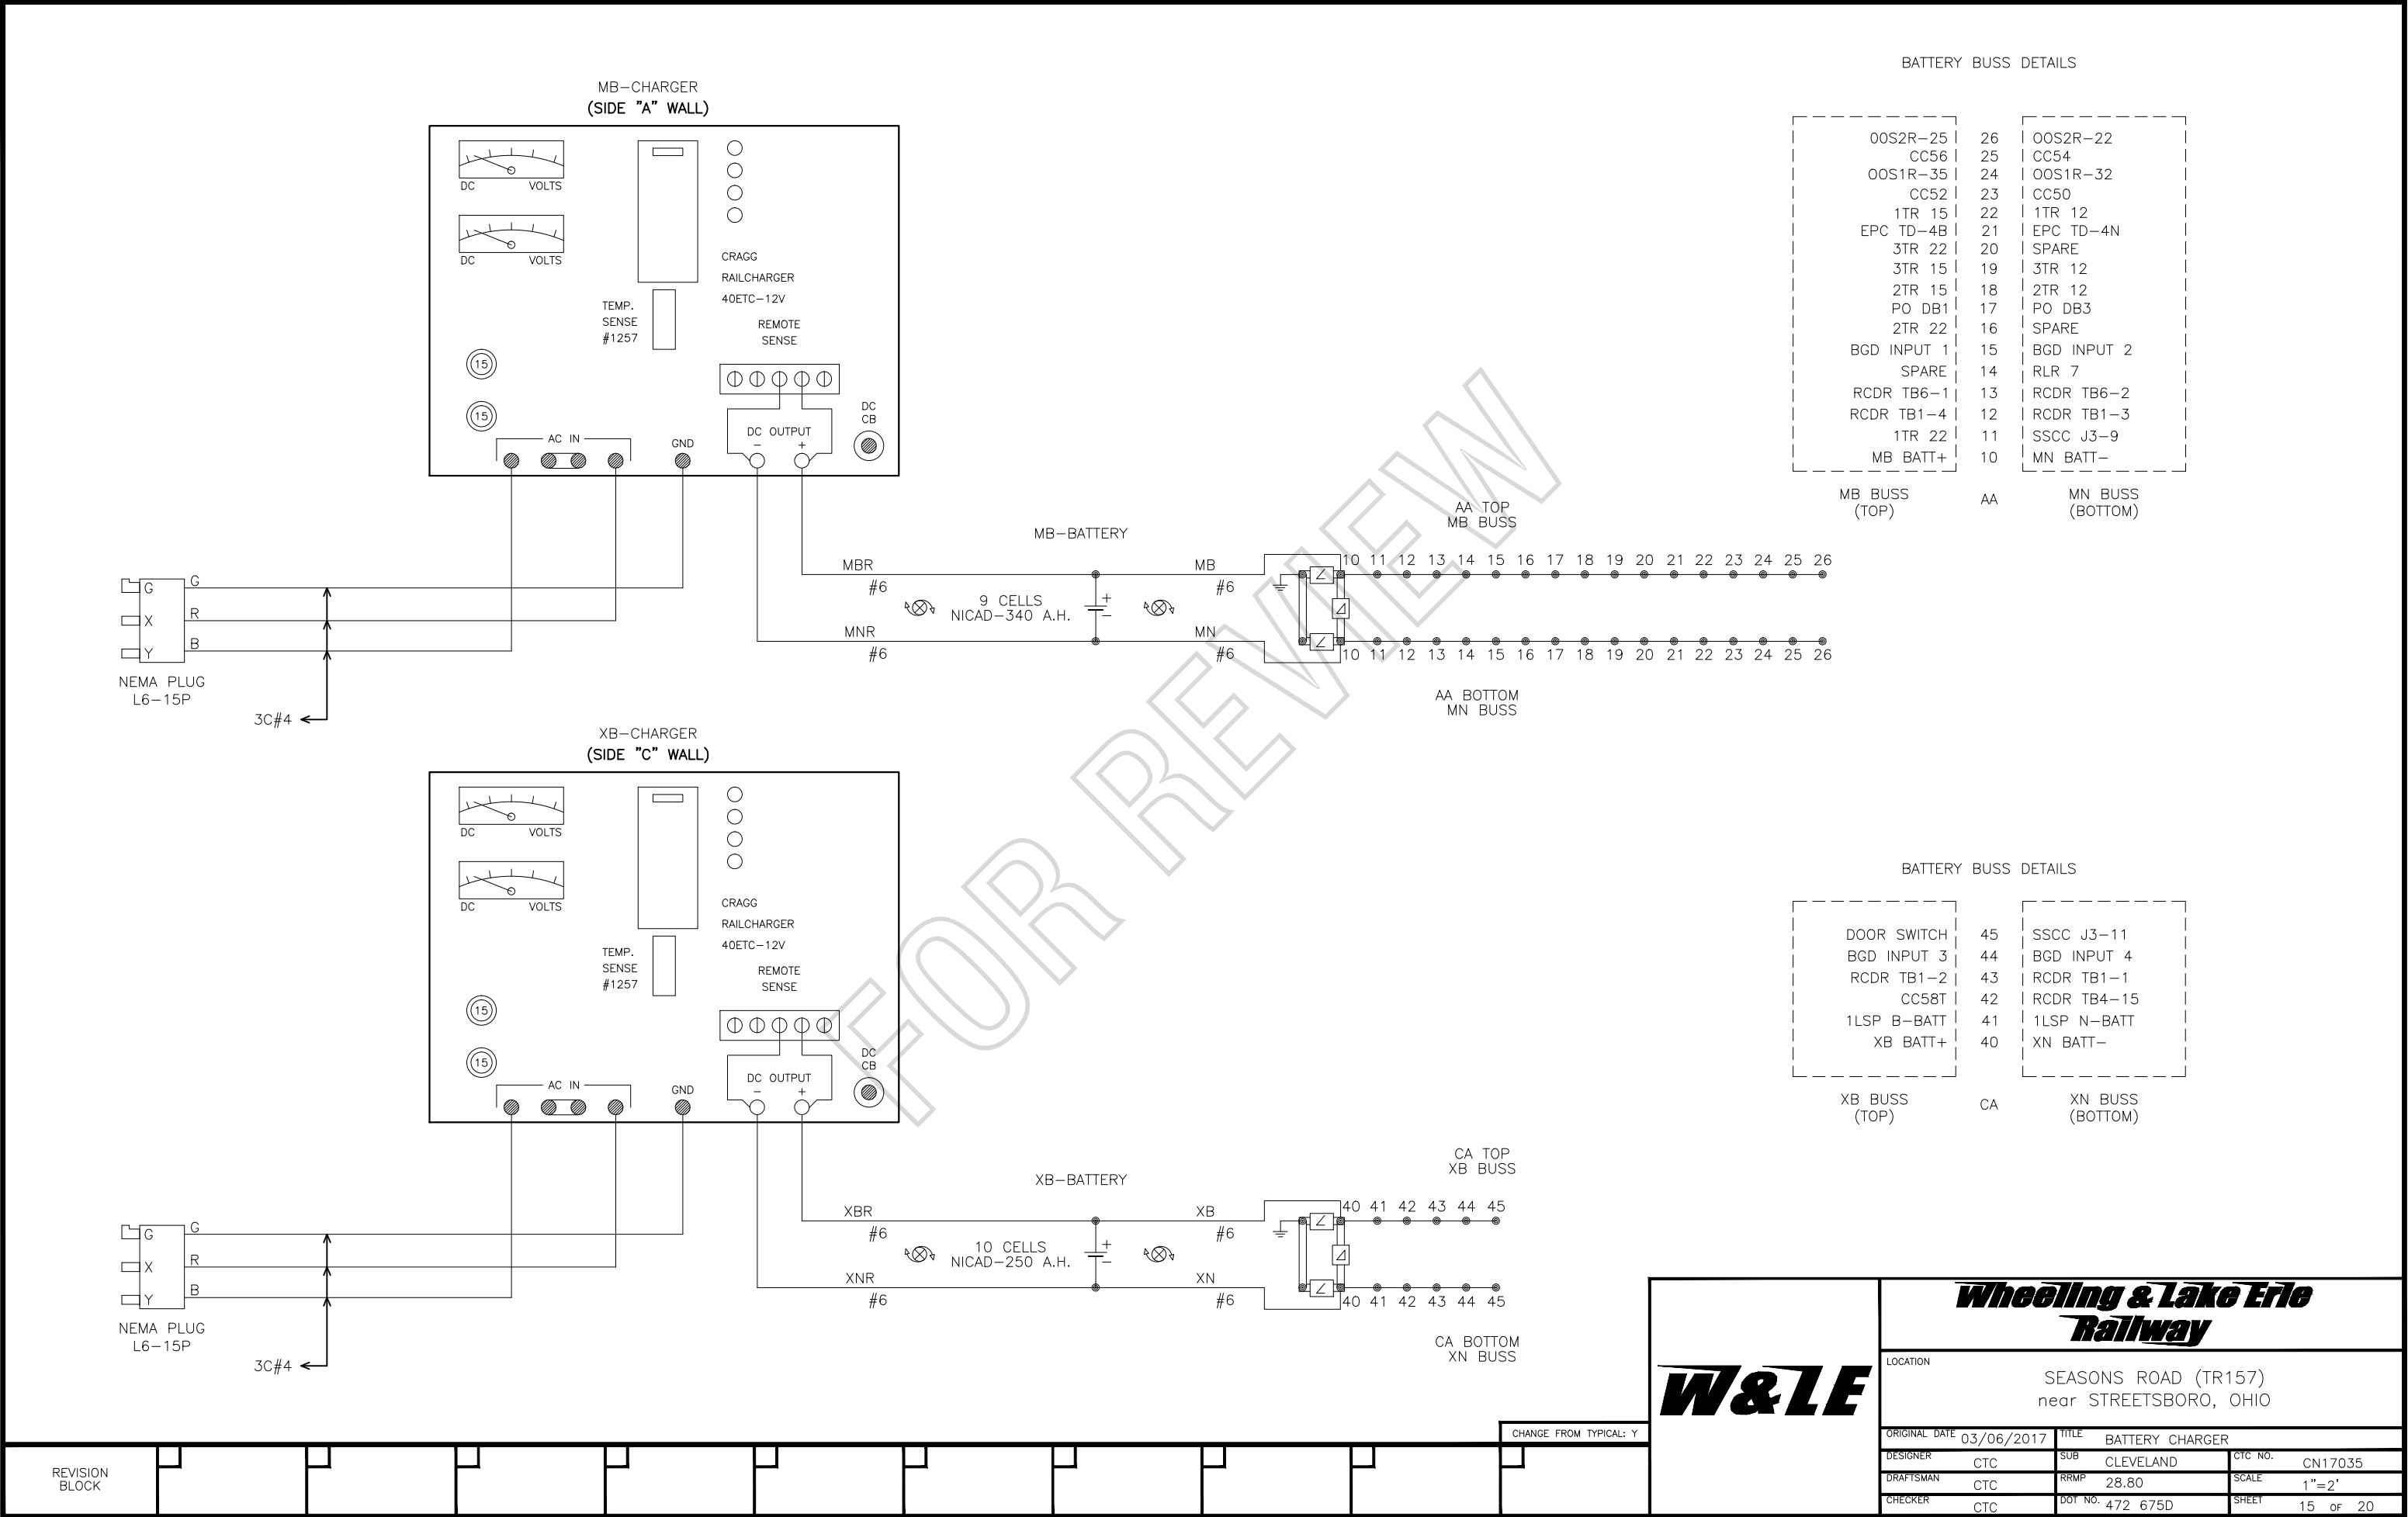 MB-CHARGER
(SIDE "A" WALL)
DC VOLTS
DC VOLTS
CRAGG
RAILCHARGER
40ETC-12V
TEMP.
SENSE
#1257
REMOTE
SENSE
15
15
DC
CB
DC OUTPUT
- +
AC IN
GND
G G
X R
Y B
NEMA PLUG
L6-15P
3C#4
MB-BATTERY
MBR
#6
9 CELLS
NICAD-340 A.H.
+
-
MNR
#6
MB
#6
MN
#6
AA TOP
MB BUSS
10 11 12 13 14 15 16 17 18 19 20 21 22 23 24 25 26
10 11 12 13 14 15 16 17 18 19 20 21 22 23 24 25 26
AA BOTTOM
MN BUSS
BATTERY BUSS DETAILS
OOS2R-25 26 OOS2R-22
CC56 25 CC54
OOS1R-35 24 OOS1R-32
CC52 23 CC50
1TR 15 22 1TR 12
EPC TD-4B 21 EPC TD-4N
3TR 22 20 SPARE
3TR 15 19 3TR 12
2TR 15 18 2TR 12
PO DB1 17 PO DB3
2TR 22 16 SPARE
BGD INPUT 1 15 BGD INPUT 2
SPARE 14 RLR 7
RCDR TB6-1 13 RCDR TB6-2
RCDR TB1-4 12 RCDR TB1-3
1TR 22 11 SSCC J3-9
MB BATT+ 10 MN BATT-
MB BUSS AA MN BUSS
(TOP) (BOTTOM)
FOR REVIEW
XB-CHARGER
(SIDE "C" WALL)
DC VOLTS
DC VOLTS
CRAGG
RAILCHARGER
40ETC-12V
TEMP.
SENSE
#1257
REMOTE
SENSE
15
15
DC
CB
DC OUTPUT
- +
AC IN
GND
G G
X R
Y B
NEMA PLUG
L6-15P
3C#4
XB-BATTERY
XBR
#6
10 CELLS
NICAD-250 A.H.
+
-
XNR
#6
XB
#6
XN
#6
CA TOP
XB BUSS
40 41 42 43 44 45
40 41 42 43 44 45
CA BOTTOM
XN BUSS
BATTERY BUSS DETAILS
DOOR SWITCH 45 SSCC J3-11
BGD INPUT 3 44 BGD INPUT 4
RCDR TB1-2 43 RCDR TB1-1
CC58T 42 RCDR TB4-15
1LSP B-BATT 41 1LSP N-BATT
XB BATT+ 40 XN BATT-
XB BUSS CA XN BUSS
(TOP) (BOTTOM)
REVISION
BLOCK
CHANGE FROM TYPICAL: Y
W&LE
Wheeling & Lake Erie
Railway
LOCATION
SEASONS ROAD (TR157)
near STREETSBORO, OHIO
ORIGINAL DATE 03/06/2017 TITLE BATTERY CHARGER
DESIGNER CTC SUB CLEVELAND CTC NO. CN17035
DRAFTSMAN CTC RRMP 28.80 SCALE 1"=2'
CHECKER CTC DOT NO. 472 675D SHEET 15 OF 20